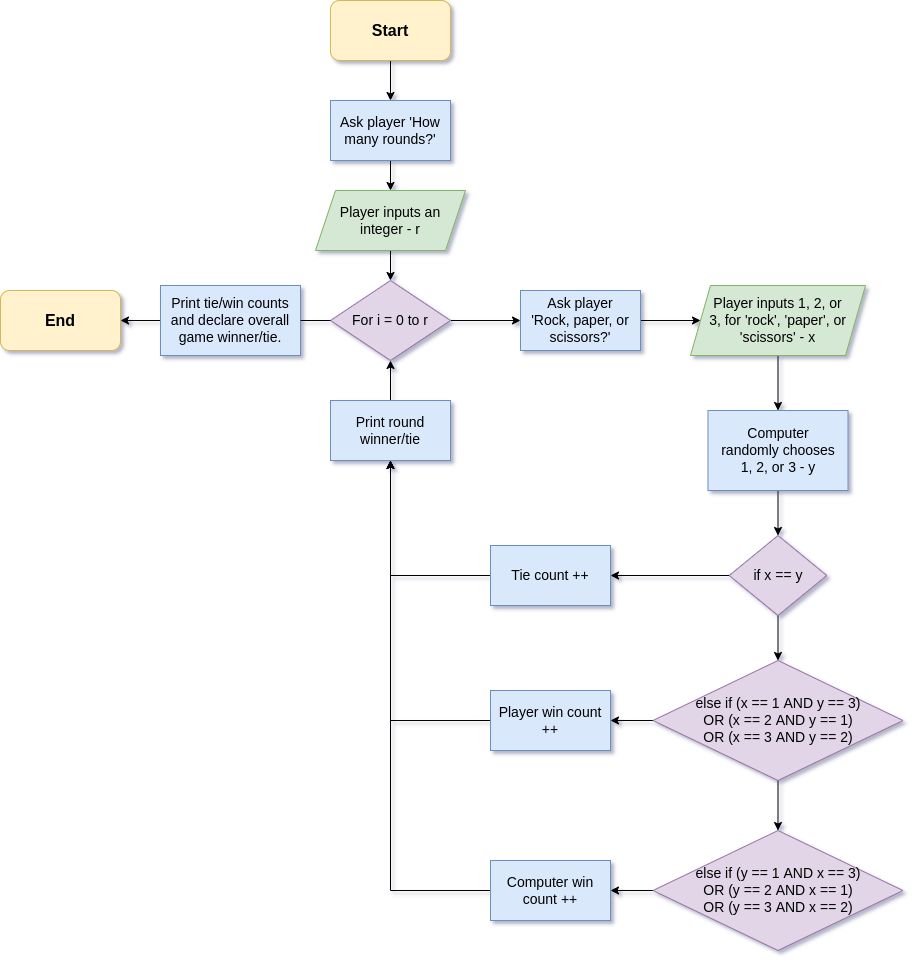 Start
Ask player 'How
many rounds?'
Player inputs an
integer - r
End
Print tie/win counts
and declare overall
game winner/tie.
For i = 0 to r
Ask player
'Rock, paper, or
scissors?'
Player inputs 1, 2, or
3, for 'rock', 'paper', or
'scissors' - x
Print round
winner/tie
Computer
randomly chooses
1, 2, or 3 - y
Tie count ++
if x == y
Player win count
++
else if (x == 1 AND y == 3)
OR (x == 2 AND y == 1)
OR (x == 3 AND y == 2)
Computer win
count ++
else if (y == 1 AND x == 3)
OR (y == 2 AND x == 1)
OR (y == 3 AND x == 2)